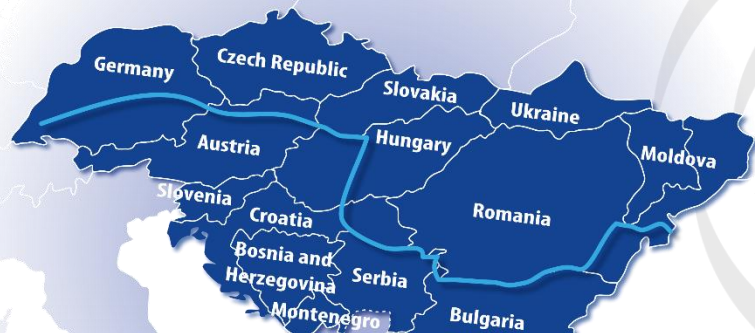 Germany
Czech Republic
Slovakia
Ukraine
Austria
Hungary
Moldova
Slovenia
Croatia
Romania
Bosnia and
Herzegovina
Serbia
Montenegro
Bulgaria